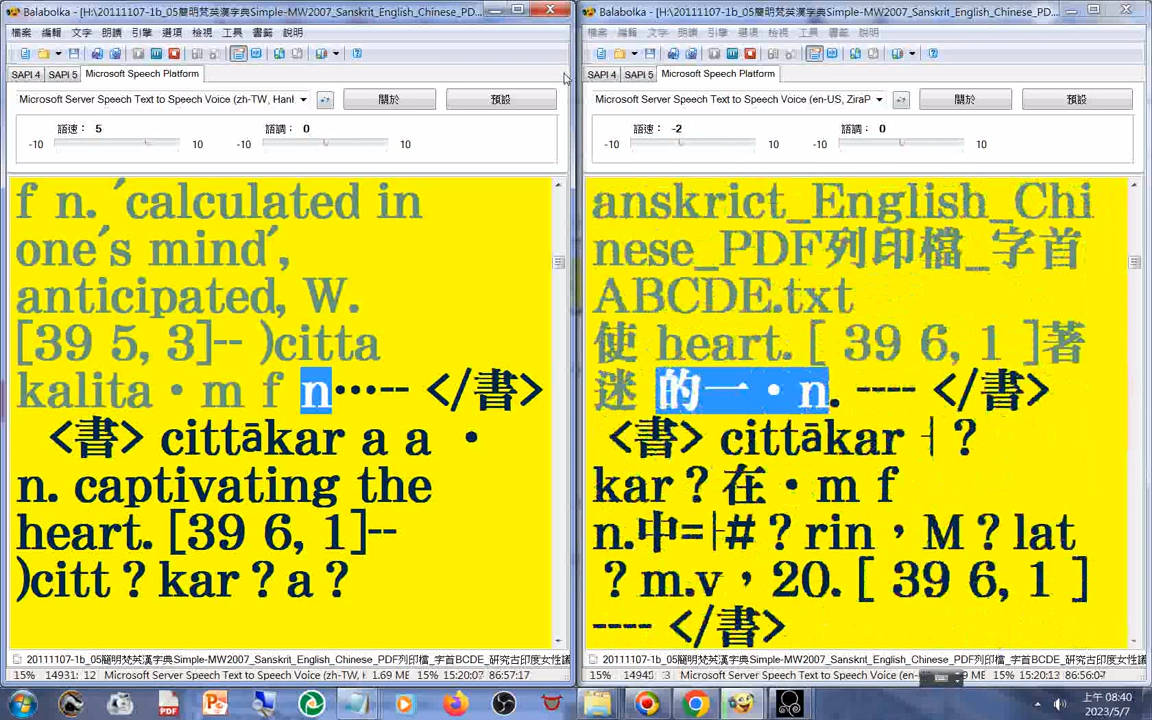 Balabolka - [H:\20111107-1b_05簡明梵英漢字典Simple-MW2007_Sanskrit_English_Chinese_PD...
檔案 編輯 文字 朗讀 引擎 選項 檢視 工具 書籤 說明
SAPI 4 SAPI 5 Microsoft Speech Platform
Microsoft Server Speech Text to Speech Voice (zh-TW, Hanl
關於 預設
語速： 5 語調： 0
-10 10 -10 10
f n. ´calculated in
one´s mind´,
anticipated, W.
[39 5, 3]-- )citta
kalita‧m f n…-- </書>
<書> cittākar a a ‧
n. captivating the
heart. [39 6, 1]--
)citt？kar？a？
20111107-1b_05簡明梵英漢字典Simple-MW2007_Sanskrit_English_Chinese_PDF列印檔_字首BCDE_研究古印度女性議
15% 14931: 12 Microsoft Server Speech Text to Speech Voice (zh-TW, H 1.69 MB 15% 15:20:07 86:57:17
Balabolka - [H:\20111107-1b_05簡明梵英漢字典Simple-MW2007_Sanskrit_English_Chinese_PD...
檔案 編輯 文字 朗讀 引擎 選項 檢視 工具 書籤 說明
SAPI 4 SAPI 5 Microsoft Speech Platform
Microsoft Server Speech Text to Speech Voice (en-US, ZiraP
關於 預設
語速： -2 語調： 0
-10 10 -10 10
anskrict_English_Chi
nese_PDF列印檔_字首
ABCDE.txt
使 heart. [ 39 6, 1 ]著
迷 的一‧n. ---- </書>
<書> cittākar ┤？
kar？在‧m f
n.中=├#？rin，M？lat
？m.v，20. [ 39 6, 1 ]
---- </書>
20111107-1b_05簡明梵英漢字典Simple-MW2007_Sanskrit_English_Chinese_PDF列印檔_字首BCDE_研究古印度女性議
15% 14945: Microsoft Server Speech Text to Speech Voice (en-US 1.69 MB 15% 15:20:13 86:56:07
上午 08:40
2023/5/7